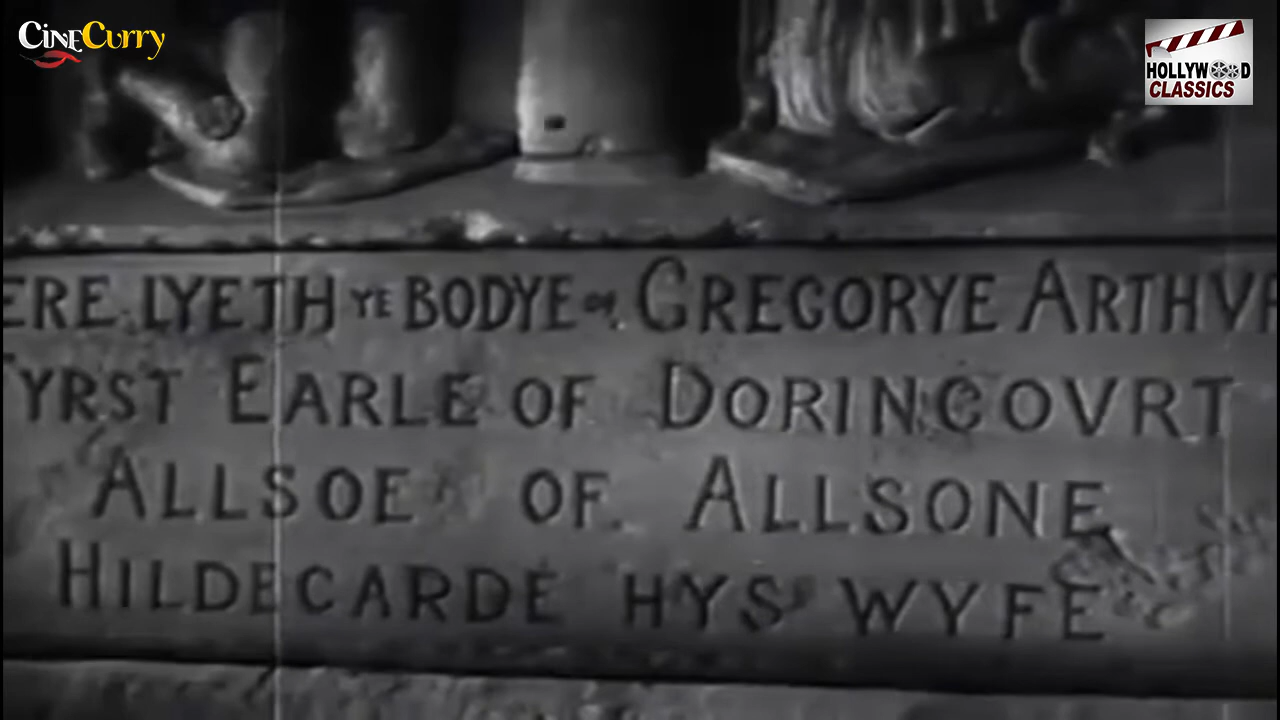 CINECURRY
HOLLYWOOD
CLASSICS
ERE LYETH YE BODYE OF GREGORYE ARTHVR
FYRST EARLE OF DORINCOVRT
ALLSOE OF ALLSONE
HILDEGARDE HYS WYFE